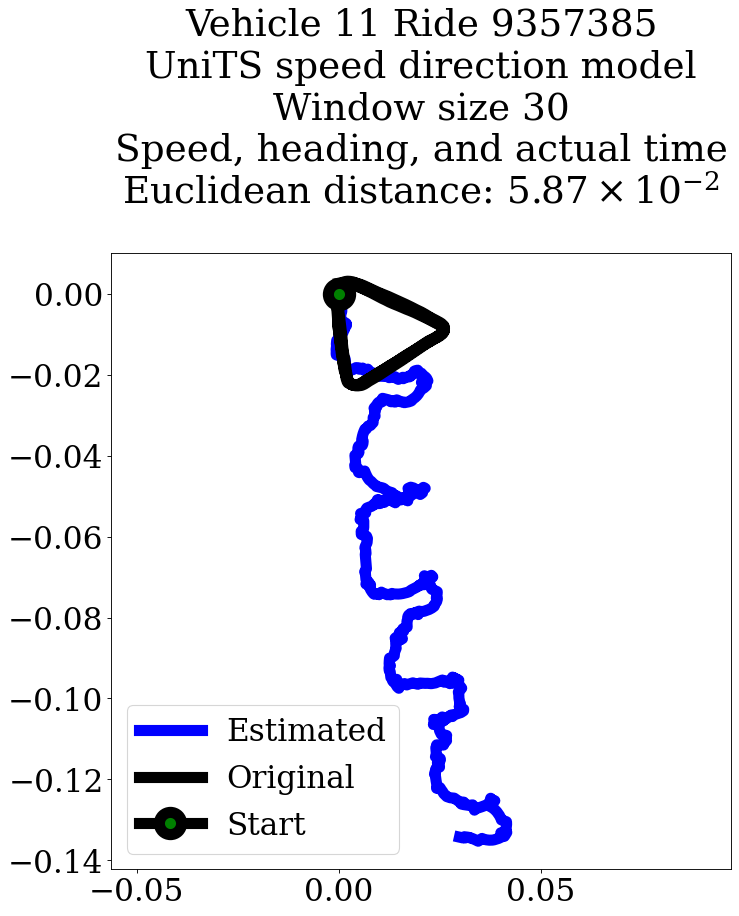 Vehicle 11 Ride 9357385
UniTS speed direction model
Window size 30
Speed, heading, and actual time
Euclidean distance: 5.87 × 10⁻²
0.00
−0.02
−0.04
−0.06
−0.08
−0.10
−0.12
−0.14
Estimated
Original
Start
−0.05 0.00 0.05